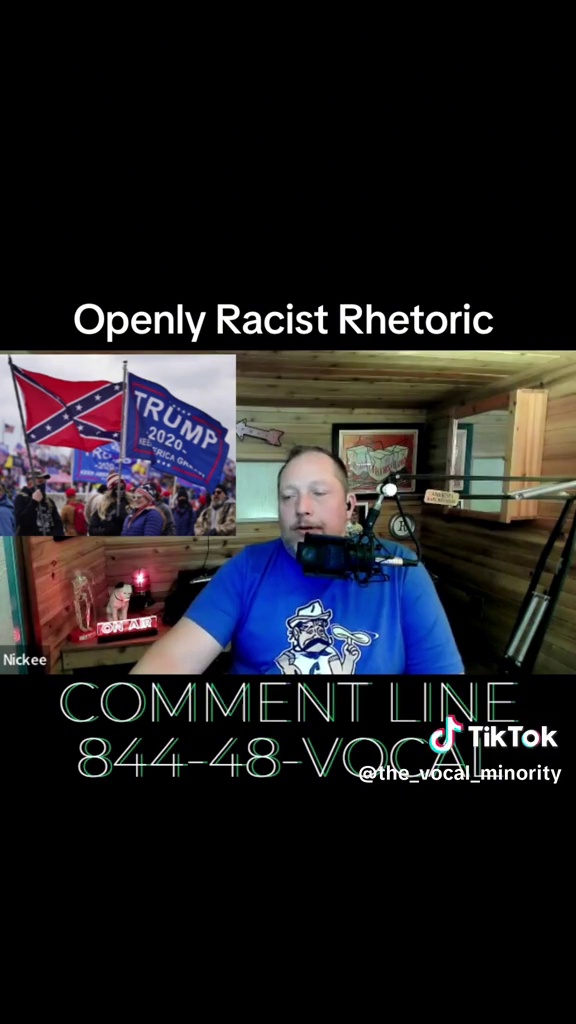 Openly Racist Rhetoric
TRUMP
2020
ON AIR
Nickee
COMMENT LINE
844-48-VOCAL
TikTok
@the_vocal_minority